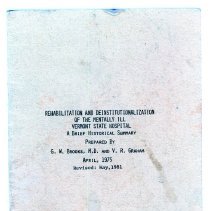 REHABILITATION AND DEINSTITUTIONALIZATION
OF THE MENTALLY ILL
VERMONT STATE HOSPITAL
A BRIEF HISTORICAL SUMMARY
PREPARED BY
G. W. BROOKS, M.D. AND V. R. GRAHAM
APRIL, 1975
Revised: May, 1981